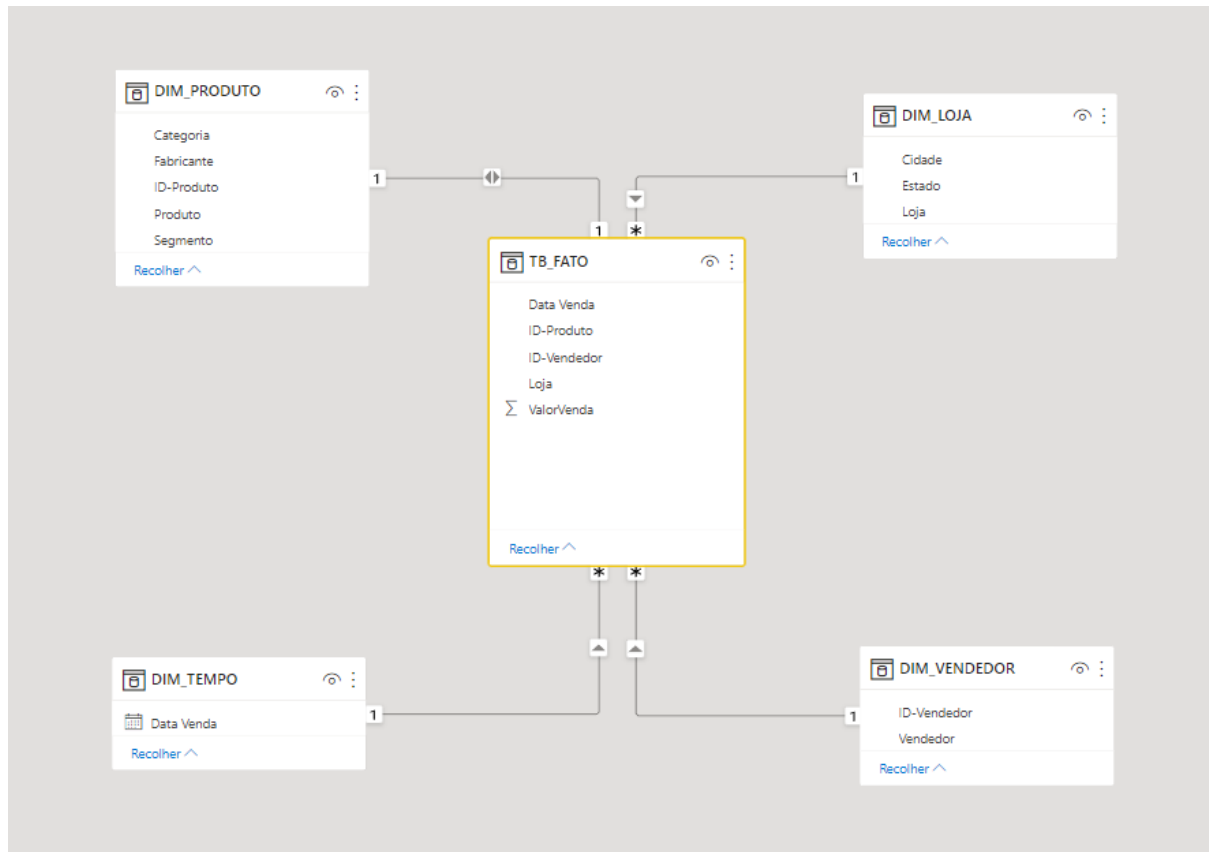 DIM_PRODUTO
Categoria
Fabricante
ID-Produto
Produto
Segmento
Recolher
1
1
DIM_LOJA
Cidade
Estado
Loja
Recolher
1
*
TB_FATO
Data Venda
ID-Produto
ID-Vendedor
Loja
∑ ValorVenda
Recolher
*
*
DIM_TEMPO
Data Venda
Recolher
1
DIM_VENDEDOR
ID-Vendedor
Vendedor
Recolher
1